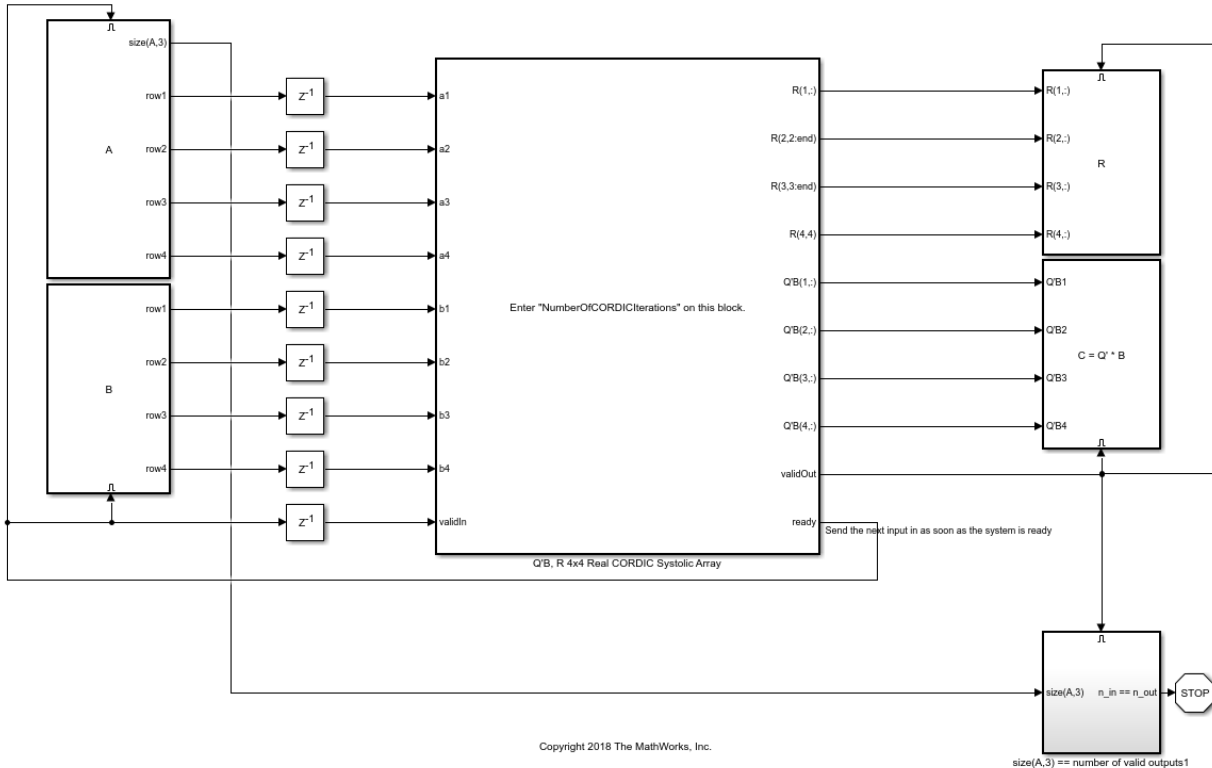 size(A,3)
row1
row2
A
row3
row4
row1
row2
B
row3
row4
z-1
z-1
z-1
z-1
z-1
z-1
z-1
z-1
z-1
a1
a2
a3
a4
b1
b2
b3
b4
validIn
Enter "NumberOfCORDICIterations" on this block.
R(1,:)
R(2,2:end)
R(3,3:end)
R(4,4)
Q'B(1,:)
Q'B(2,:)
Q'B(3,:)
Q'B(4,:)
validOut
ready
Q'B, R 4x4 Real CORDIC Systolic Array
Send the next input in as soon as the system is ready
R(1,:)
R(2,:)
R
R(3,:)
R(4,:)
Q'B1
Q'B2
C = Q' * B
Q'B3
Q'B4
size(A,3)
n_in == n_out
STOP
size(A,3) == number of valid outputs1
Copyright 2018 The MathWorks, Inc.